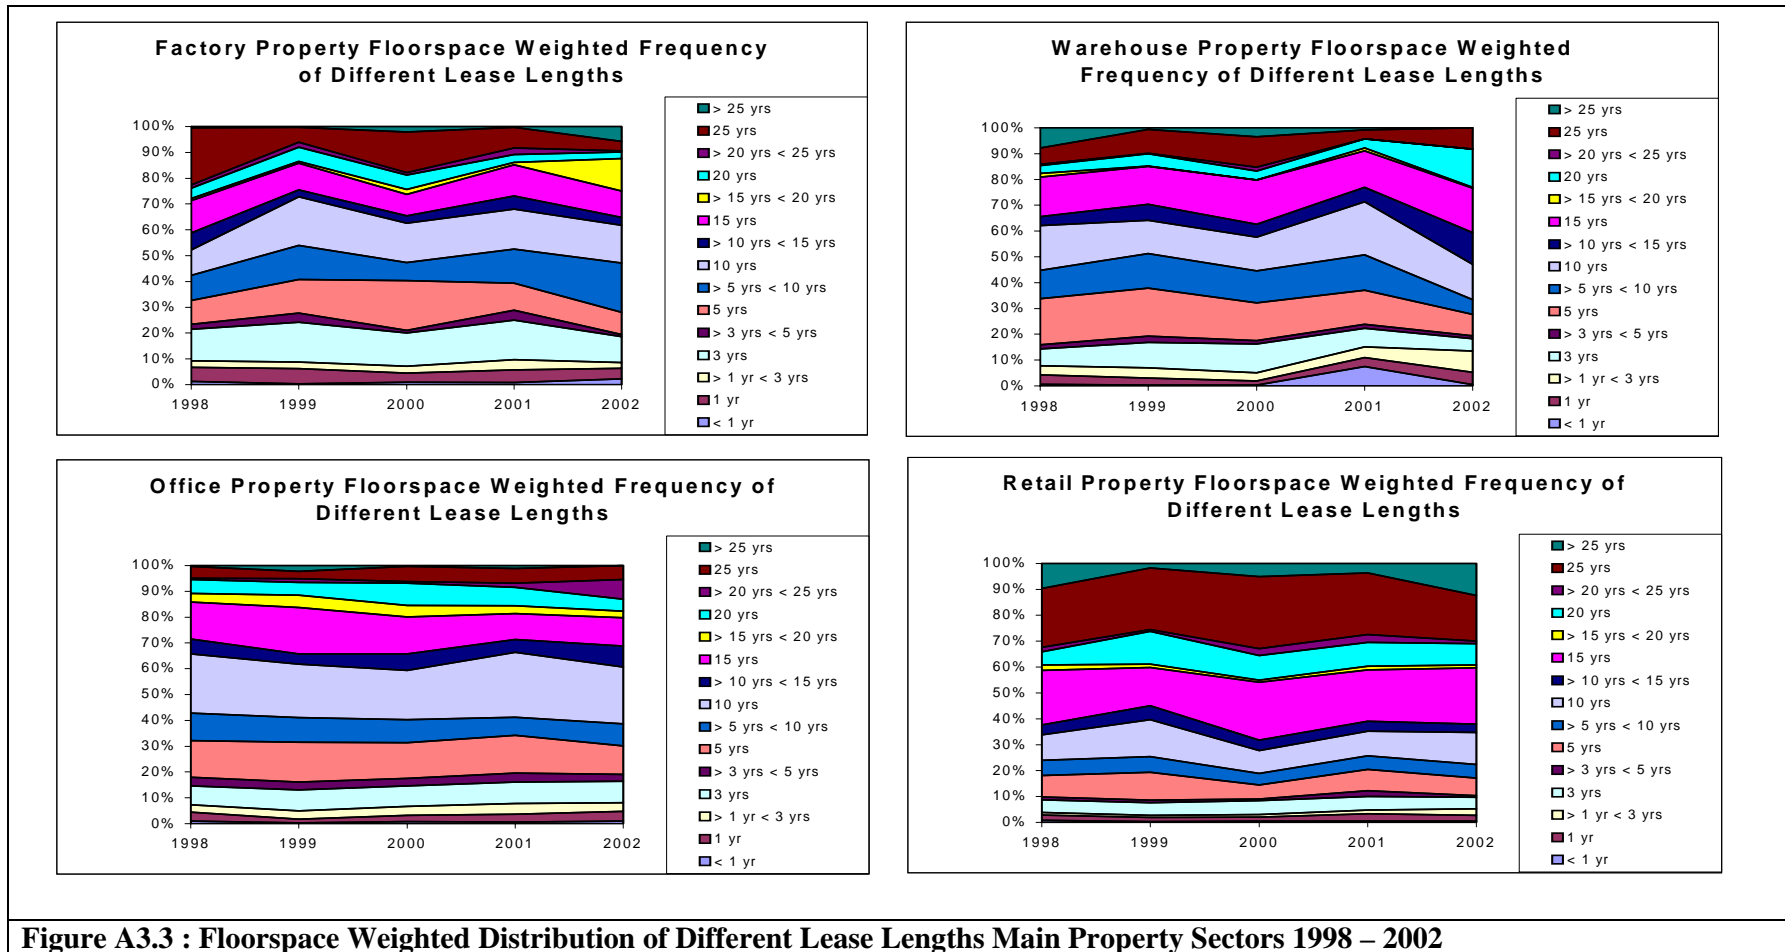 Factory Property Floorspace Weighted Frequency
of Different Lease Lengths
100%
90%
80%
70%
60%
50%
40%
30%
20%
10%
0%
1998 1999 2000 2001 2002
> 25 yrs
25 yrs
> 20 yrs < 25 yrs
20 yrs
> 15 yrs < 20 yrs
15 yrs
> 10 yrs < 15 yrs
10 yrs
> 5 yrs < 10 yrs
5 yrs
> 3 yrs < 5 yrs
3 yrs
> 1 yr < 3 yrs
1 yr
< 1 yr
Warehouse Property Floorspace Weighted
Frequency of Different Lease Lengths
100%
90%
80%
70%
60%
50%
40%
30%
20%
10%
0%
1998 1999 2000 2001 2002
> 25 yrs
25 yrs
> 20 yrs < 25 yrs
20 yrs
> 15 yrs < 20 yrs
15 yrs
> 10 yrs < 15 yrs
10 yrs
> 5 yrs < 10 yrs
5 yrs
> 3 yrs < 5 yrs
3 yrs
> 1 yr < 3 yrs
1 yr
< 1 yr
Office Property Floorspace Weighted Frequency of
Different Lease Lengths
100%
90%
80%
70%
60%
50%
40%
30%
20%
10%
0%
1998 1999 2000 2001 2002
> 25 yrs
25 yrs
> 20 yrs < 25 yrs
20 yrs
> 15 yrs < 20 yrs
15 yrs
> 10 yrs < 15 yrs
10 yrs
> 5 yrs < 10 yrs
5 yrs
> 3 yrs < 5 yrs
3 yrs
> 1 yr < 3 yrs
1 yr
< 1 yr
Retail Property Floorspace Weighted Frequency of
Different Lease Lengths
100%
90%
80%
70%
60%
50%
40%
30%
20%
10%
0%
1998 1999 2000 2001 2002
> 25 yrs
25 yrs
> 20 yrs < 25 yrs
20 yrs
> 15 yrs < 20 yrs
15 yrs
> 10 yrs < 15 yrs
10 yrs
> 5 yrs < 10 yrs
5 yrs
> 3 yrs < 5 yrs
3 yrs
> 1 yr < 3 yrs
1 yr
< 1 yr
Figure A3.3 : Floorspace Weighted Distribution of Different Lease Lengths Main Property Sectors 1998 – 2002